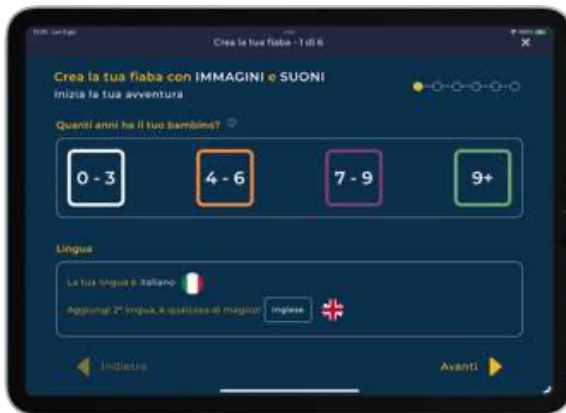 Crea la tua fiaba - 1 di 6
Crea la tua fiaba con IMMAGINI e SUONI
Inizia la tua avventura
Quanti anni ha il tuo bambino?
0 - 3
4 - 6
7 - 9
9+
Lingua
La tua lingua è italiano
Aggiungi 2ª lingua, è qualcosa di magico! Inglese
Indietro
Avanti